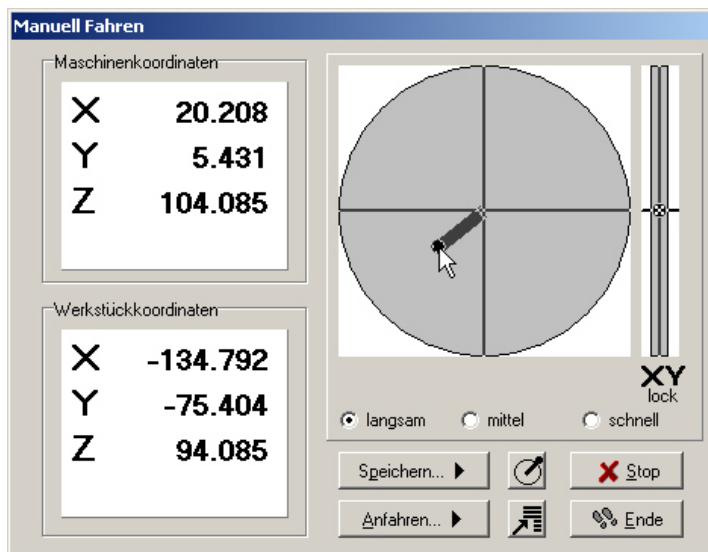 Manuell Fahren
Maschinenkoordinaten
X 20.208
Y 5.431
Z 104.085
Werkstückkoordinaten
X -134.792
Y -75.404
Z 94.085
XY
lock
langsam mittel schnell
Speichern... Stop
Anfahren... Ende